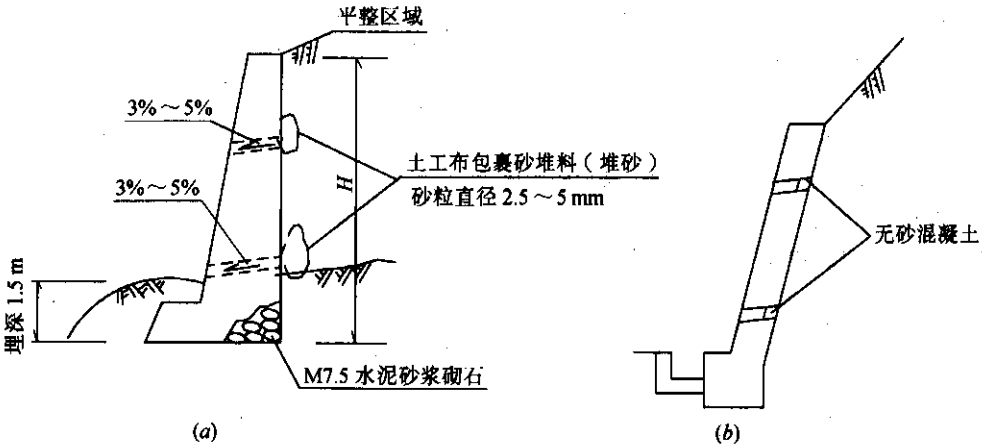 平整区域
3%～5%
土工布包裹砂堆料（堆砂）
砂粒直径 2.5～5 mm
3%～5%
H
埋深 1.5 m
M7.5 水泥砂浆砌石
(a)
无砂混凝土
(b)